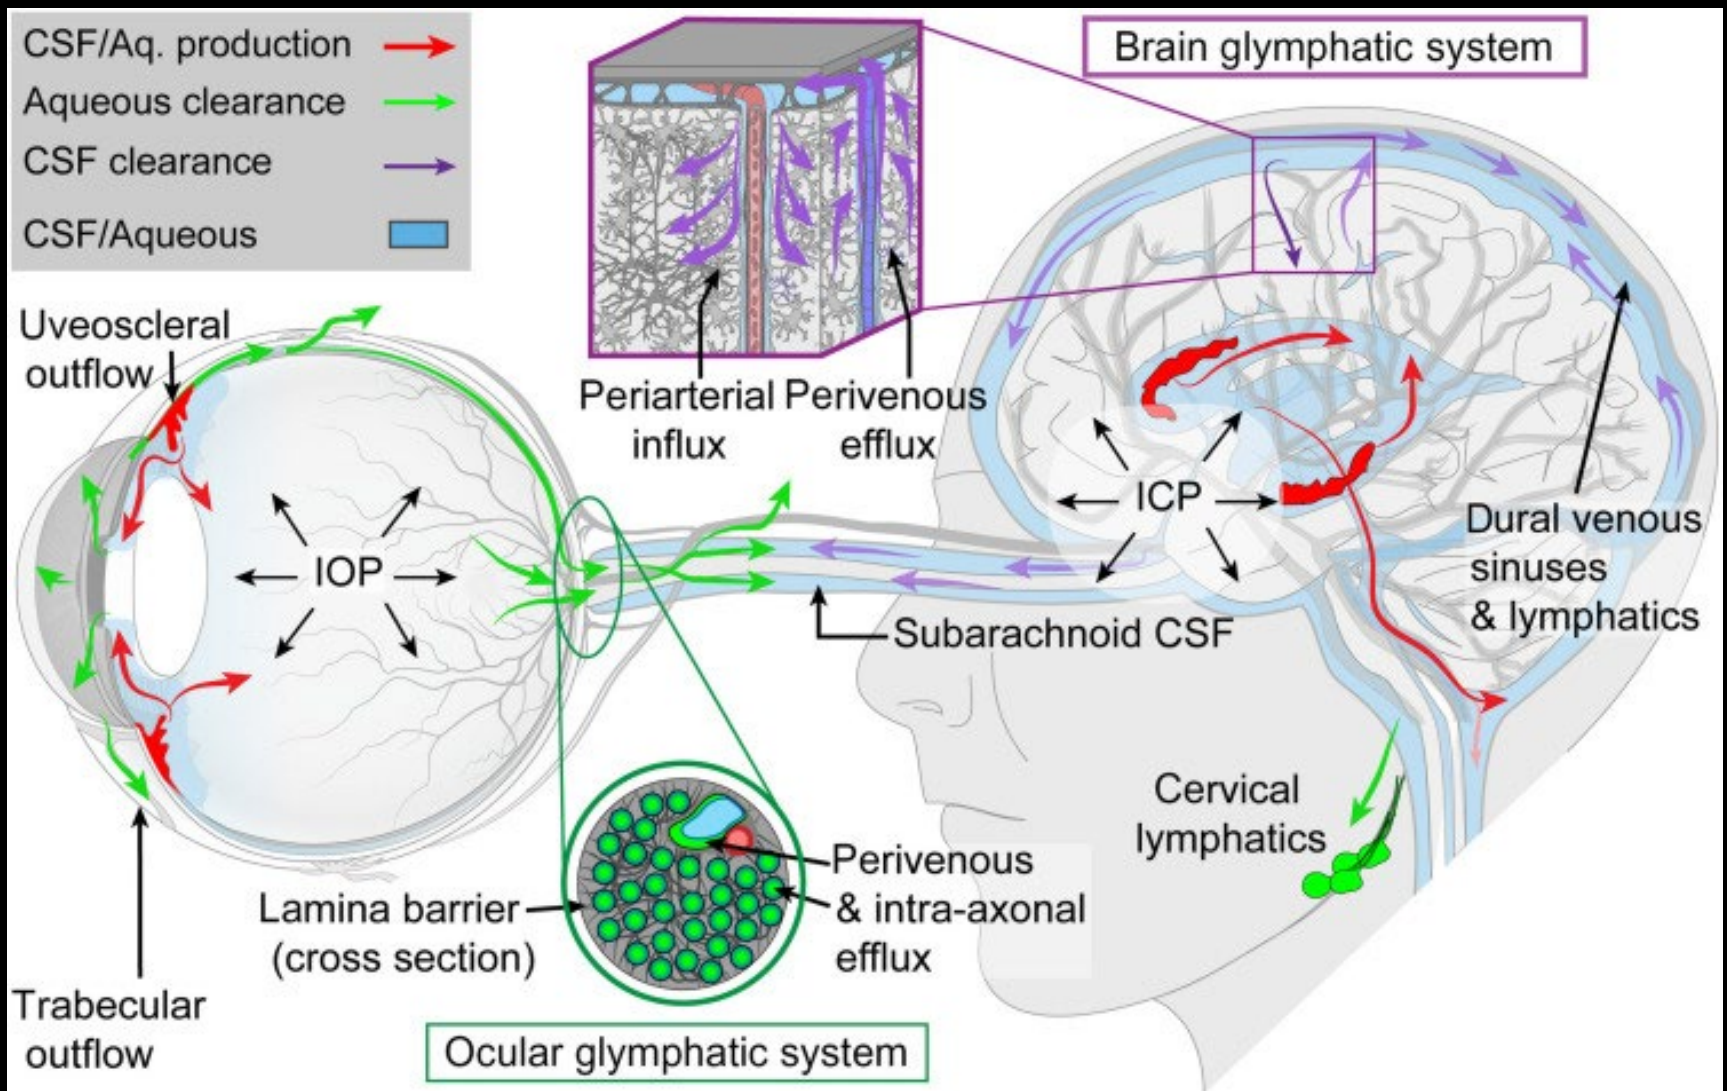 CSF/Aq. production
Aqueous clearance
CSF clearance
CSF/Aqueous
Brain glymphatic system
Uveoscleral
outflow
Periarterial
influx
Perivenous
efflux
IOP
ICP
Dural venous
sinuses
& lymphatics
Subarachnoid CSF
Cervical
lymphatics
Perivenous
& intra-axonal
efflux
Lamina barrier
(cross section)
Trabecular
outflow
Ocular glymphatic system